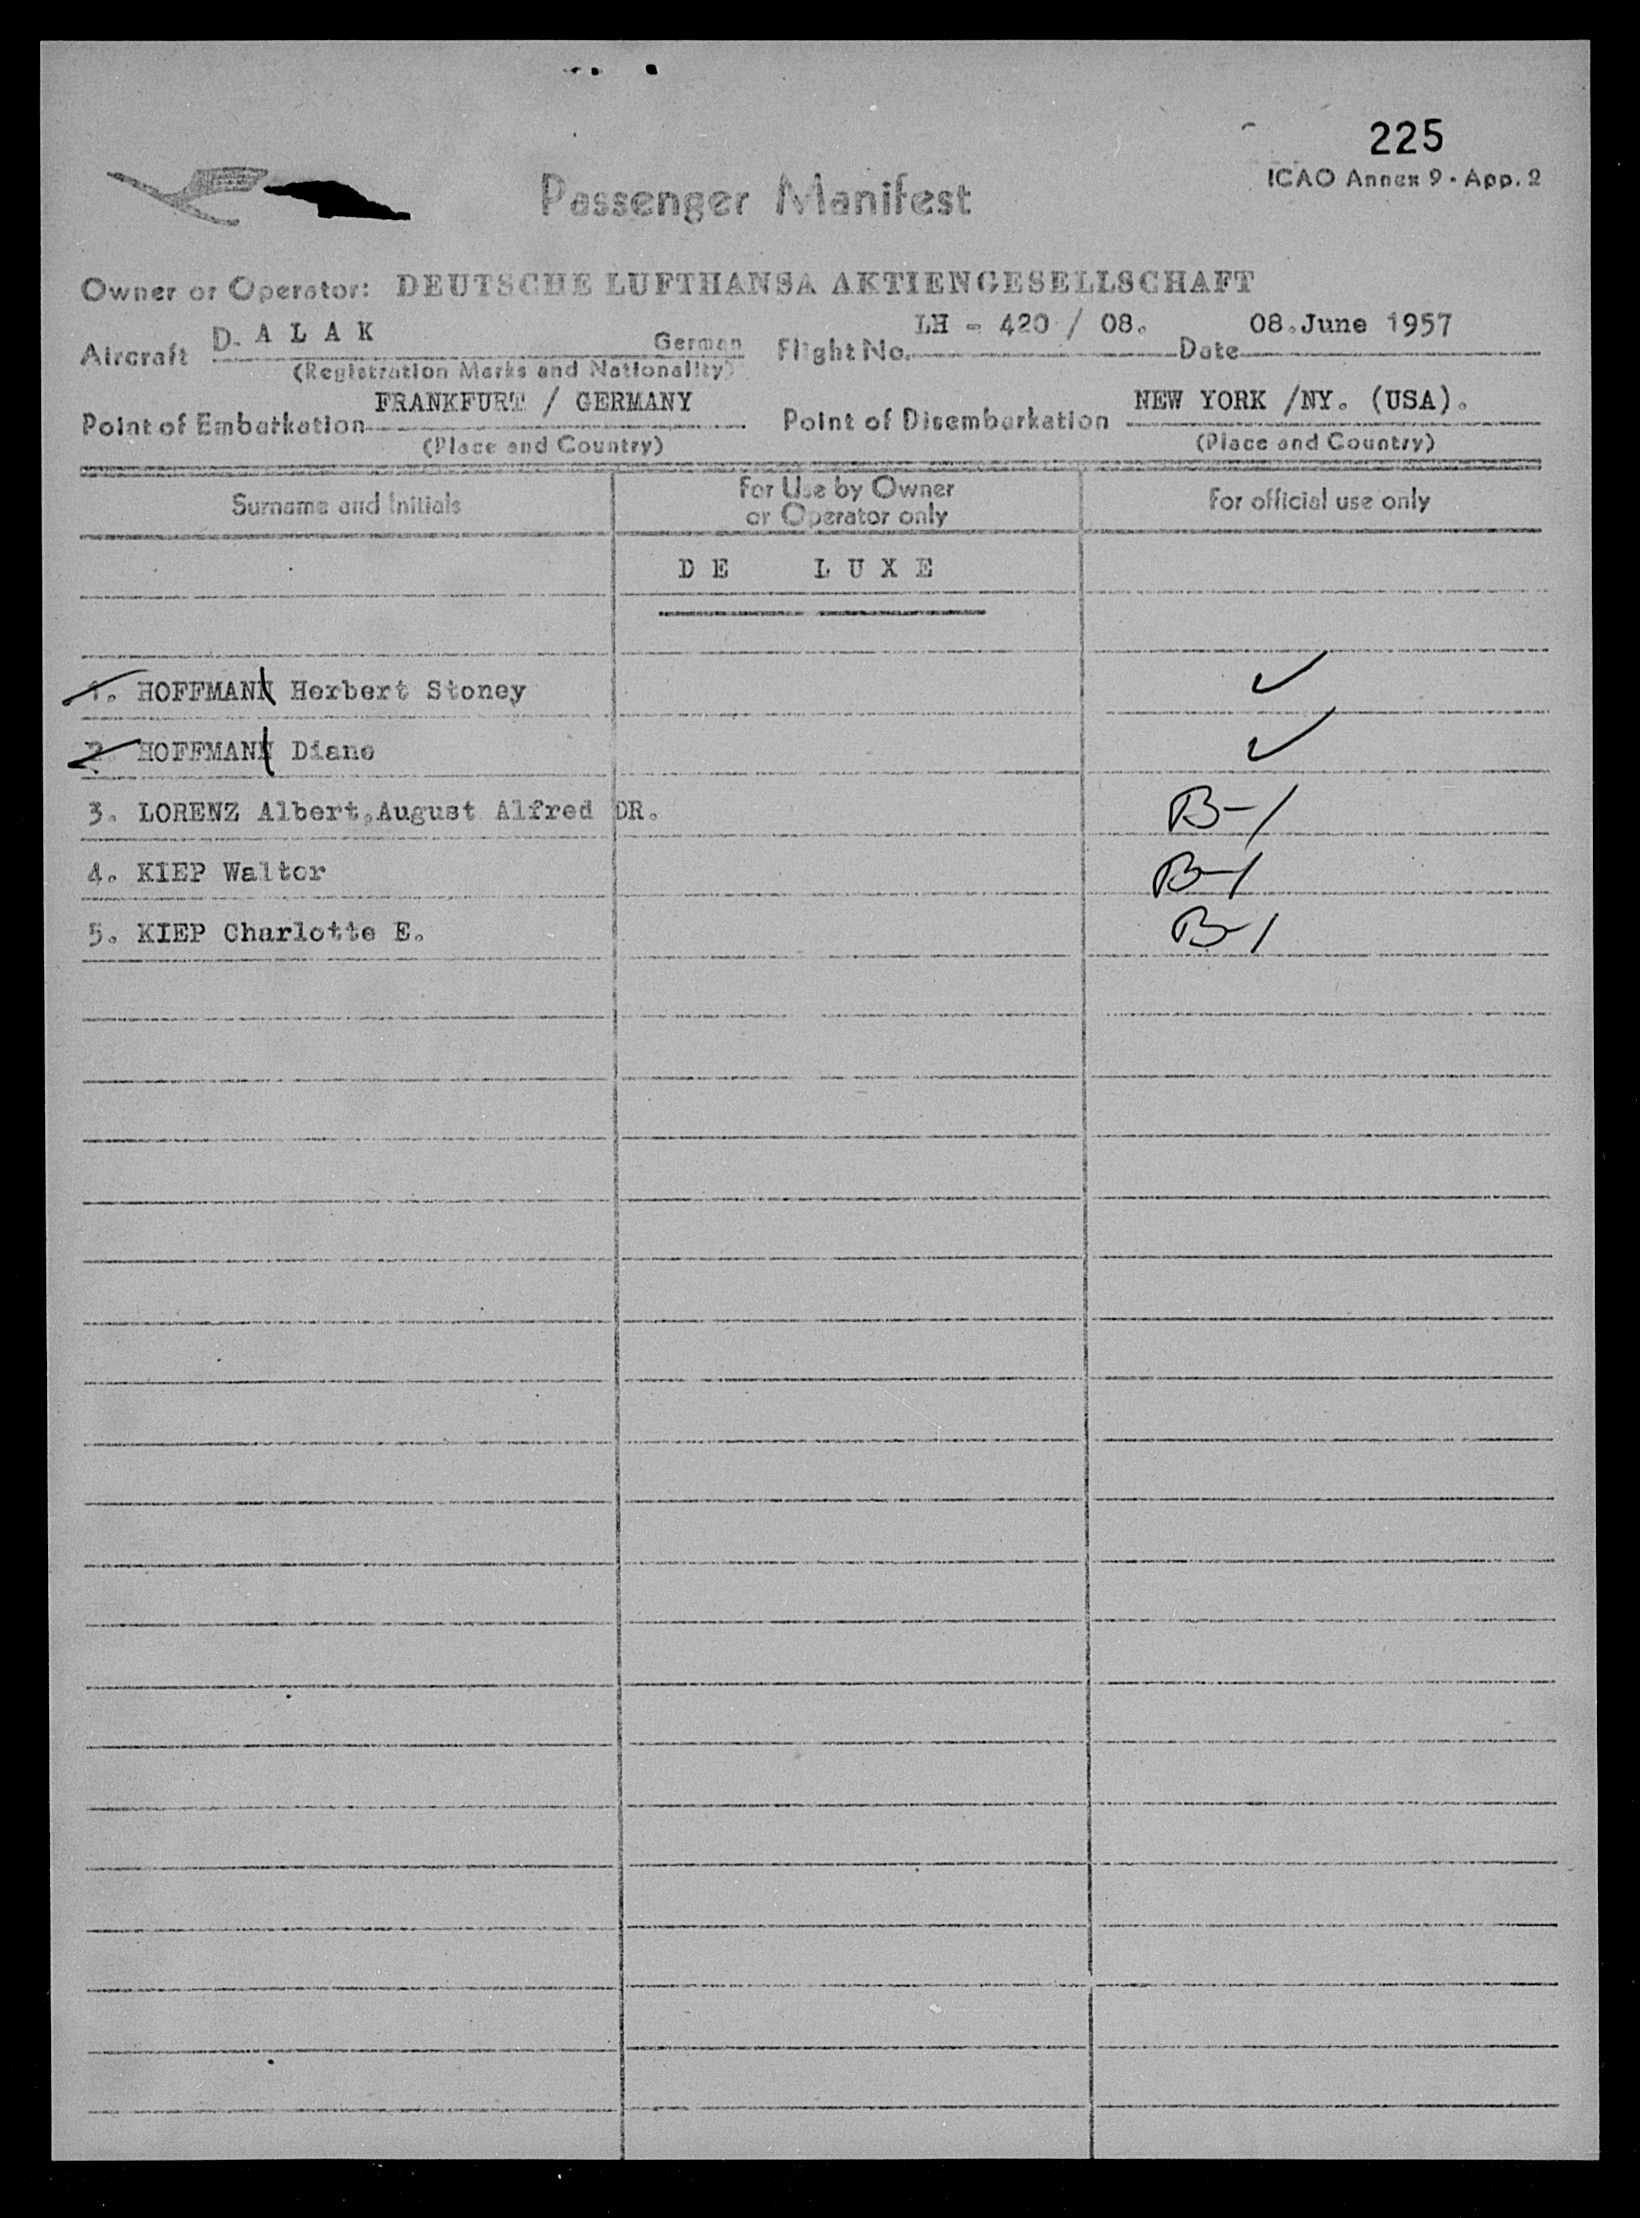 225
ICAO Annex 9 - App. 2
Passenger Manifest
Owner or Operator: DEUTSCHE LUFTHANSA AKTIENGESELLSCHAFT
Aircraft D- A L A K German Flight No. LH - 420 / 08. Date 08.June 1957
(Registration Marks and Nationality)
Point of Embarkation FRANKFURT / GERMANY Point of Disembarkation NEW YORK /NY. (USA).
(Place and Country) (Place and Country)
Surname and Initials For Use by Owner or Operator only For official use only
D E L U X E
1. HOFFMANN Herbert Stoney ✓
2. HOFFMANN Diane ✓
3. LORENZ Albert,August Alfred DR. B-1
4. KIEP Walter B-1
5. KIEP Charlotte E. B-1